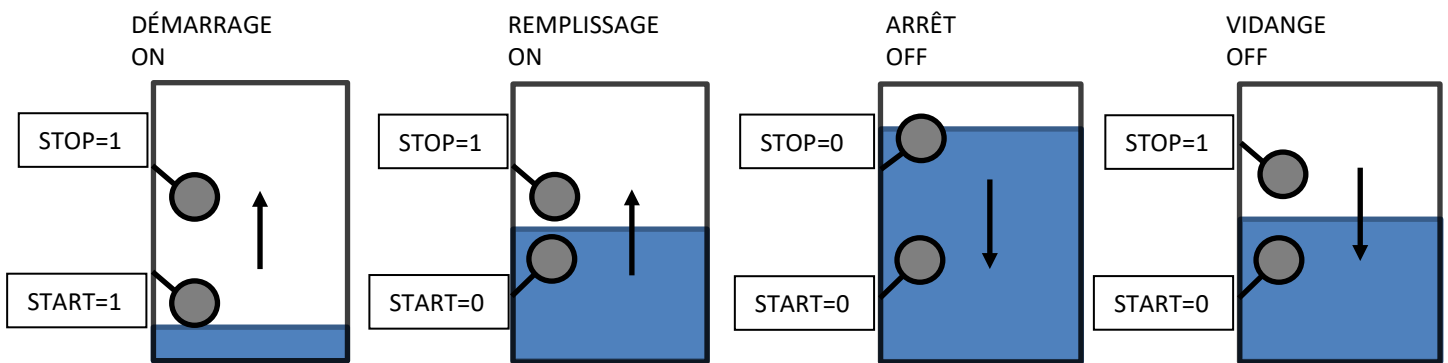 DÉMARRAGE
ON
STOP=1
START=1
REMPLISSAGE
ON
STOP=1
START=0
ARRÊT
OFF
STOP=0
START=0
VIDANGE
OFF
STOP=1
START=0